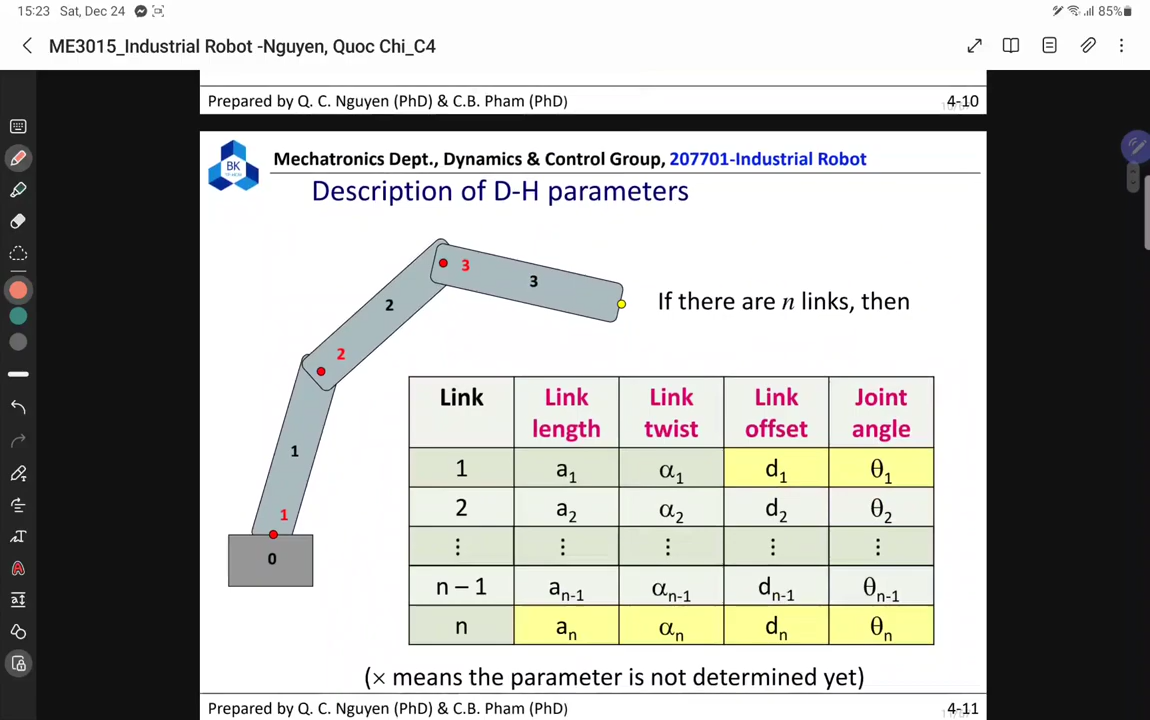 15:23 Sat, Dec 24 85%
ME3015_Industrial Robot -Nguyen, Quoc Chi_C4
Prepared by Q. C. Nguyen (PhD) & C.B. Pham (PhD) 4-10
BK
Mechatronics Dept., Dynamics & Control Group, 207701-Industrial Robot
Description of D-H parameters
3
3
2
If there are n links, then
2
1
1
0
Link Link length Link twist Link offset Joint angle
1 a1 α1 d1 θ1
2 a2 α2 d2 θ2
⋮ ⋮ ⋮ ⋮ ⋮
n – 1 an-1 αn-1 dn-1 θn-1
n an αn dn θn
(× means the parameter is not determined yet)
Prepared by Q. C. Nguyen (PhD) & C.B. Pham (PhD) 4-11